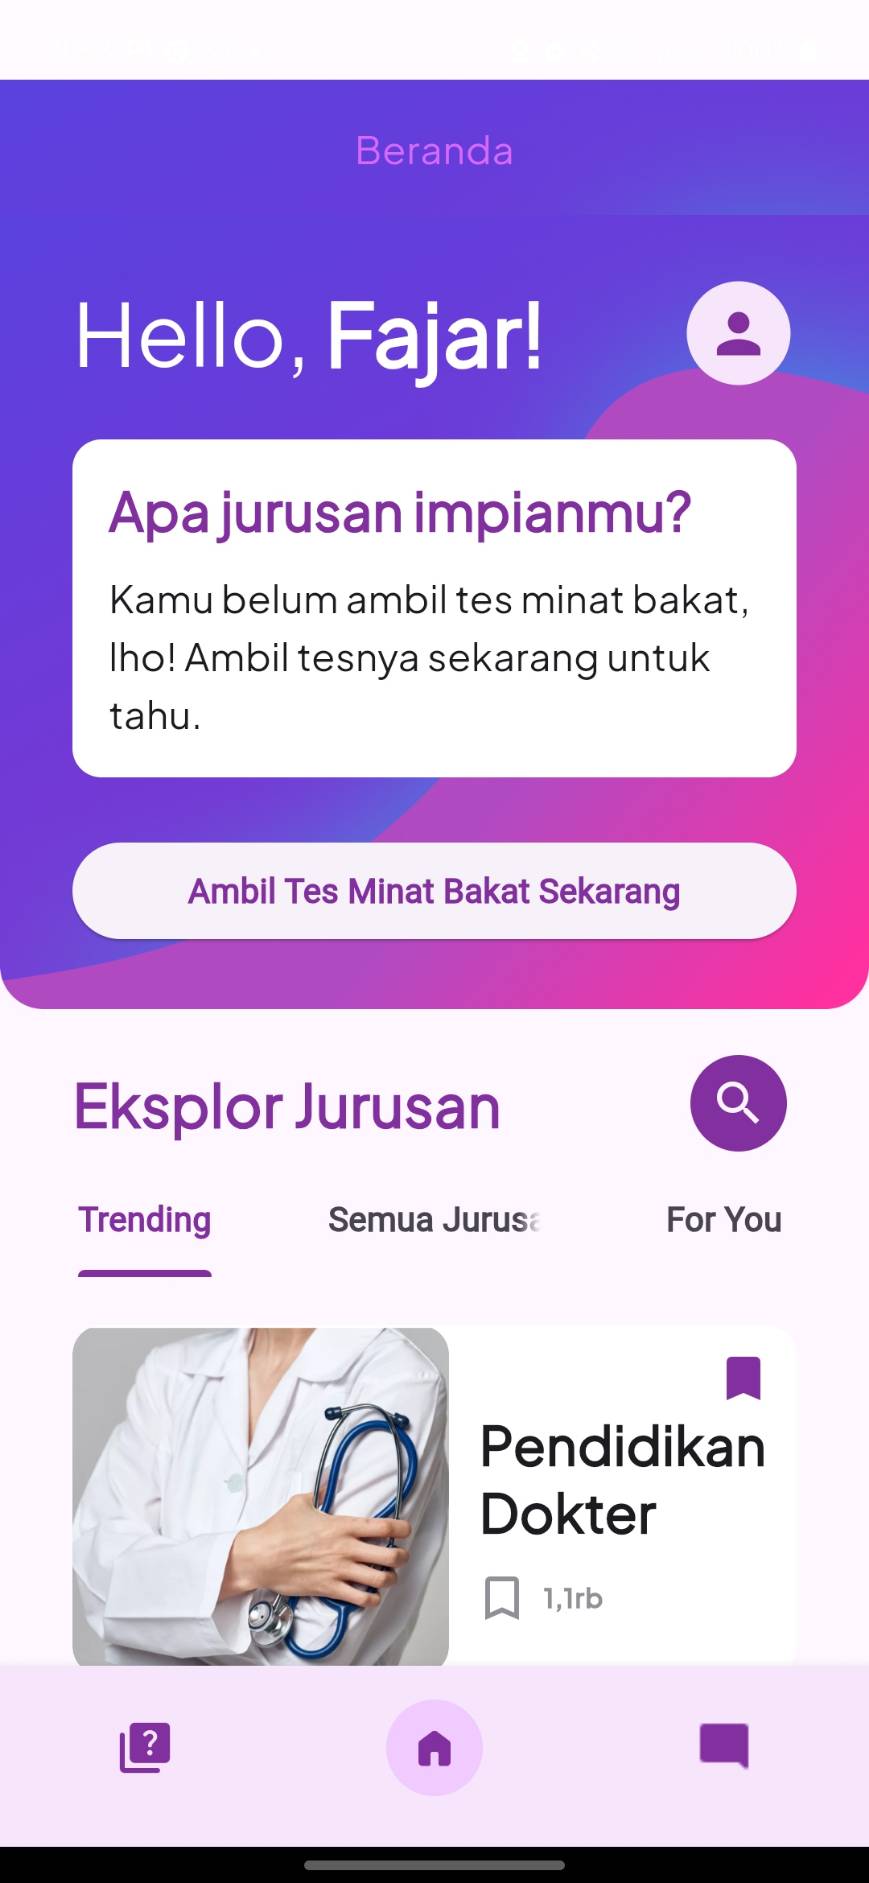 Beranda
Hello, Fajar!
Apa jurusan impianmu?
Kamu belum ambil tes minat bakat,
lho! Ambil tesnya sekarang untuk
tahu.
Ambil Tes Minat Bakat Sekarang
Eksplor Jurusan
Trending
Semua Jurusa
For You
Pendidikan
Dokter
1,1rb
?